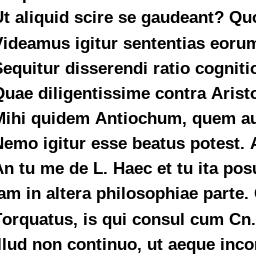 Ut aliquid scire se gaudeant? Quo
Videamus igitur sententias eorum
Sequitur disserendi ratio cognitio
Quae diligentissime contra Aristo
Mihi quidem Antiochum, quem au
Nemo igitur esse beatus potest. A
An tu me de L. Haec et tu ita posu
iam in altera philosophiae parte.
Torquatus, is qui consul cum Cn.
Illud non continuo, ut aeque incon